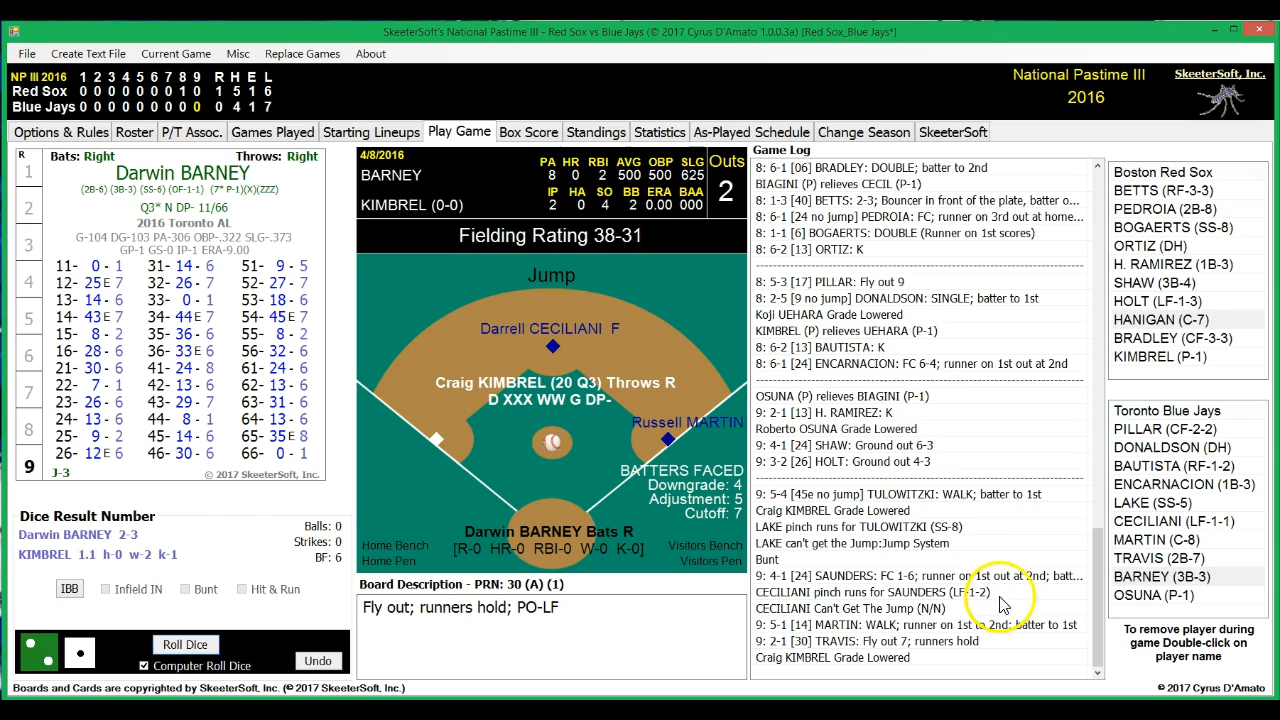 SkeeterSoft's National Pastime III - Red Sox vs Blue Jays (© 2017 Cyrus D'Amato 1.0.0.3a) [Red Sox_Blue Jays*]
File Create Text File Current Game Misc Replace Games About
NP III 2016 1 2 3 4 5 6 7 8 9 R H E L
Red Sox 0 0 0 0 0 0 0 1 0 1 5 1 6
Blue Jays 0 0 0 0 0 0 0 0 0 0 4 1 7
National Pastime III
2016
SkeeterSoft, Inc.
Options & Rules Roster P/T Assoc. Games Played Starting Lineups Play Game Box Score Standings Statistics As-Played Schedule Change Season SkeeterSoft
R
1
2
3
4
5
6
7
8
9
Bats: Right Throws: Right
Darwin BARNEY
(2B-6) (3B-3) (SS-6) (OF-1-1) (7* P-1)(X)(ZZZ)
Q3* N DP- 11/66
2016 Toronto AL
G-104 DG-103 PA-306 OBP-.322 SLG-.373
GP-1 GS-0 IP-1 ERA-9.00
11- 0 - 1 31- 14 - 6 51- 9 - 5
12- 25 E 7 32- 26 - 7 52- 27 - 7
13- 14 - 6 33- 0 - 1 53- 18 - 6
14- 43 E 7 34- 44 E 7 54- 45 E 7
15- 8 - 2 35- 14 - 6 55- 8 - 2
16- 28 - 6 36- 33 E 6 56- 32 - 6
21- 30 - 6 41- 24 - 8 61- 24 - 6
22- 7 - 1 42- 13 - 6 62- 13 - 6
23- 26 - 6 43- 29 - 7 63- 31 - 6
24- 13 - 6 44- 8 - 1 64- 13 - 6
25- 9 - 2 45- 14 - 6 65- 35 E 8
26- 12 E 6 46- 30 - 6 66- 0 - 1
J-3
© 2017 SkeeterSoft, Inc.
Dice Result Number
Darwin BARNEY 2-3
KIMBREL 1.1 h-0 w-2 k-1
Balls: 0
Strikes: 0
BF: 6
IBB Infield IN Bunt Hit & Run
Roll Dice
Computer Roll Dice
Undo
4/8/2016 PA HR RBI AVG OBP SLG
BARNEY 8 0 2 500 500 625
IP HA SO BB ERA BAA
KIMBREL (0-0) 2 0 4 2 0.00 000
Outs
2
Fielding Rating 38-31
Jump
Darrell CECILIANI F
Craig KIMBREL (20 Q3) Throws R
D XXX WW G DP-
Russell MARTIN
BATTERS FACED
Downgrade: 4
Adjustment: 5
Cutoff: 7
Darwin BARNEY Bats R
[R-0 HR-0 RBI-0 W-0 K-0]
Home Bench
Home Pen
Visitors Bench
Visitors Pen
Board Description - PRN: 30 (A) (1)
Fly out; runners hold; PO-LF
Game Log
8: 6-1 [06] BRADLEY: DOUBLE; batter to 2nd
BIAGINI (P) relieves CECIL (P-1)
8: 1-3 [40] BETTS: 2-3; Bouncer in front of the plate, batter o...
8: 6-1 [24 no jump] PEDROIA: FC; runner on 3rd out at home...
8: 1-1 [6] BOGAERTS: DOUBLE (Runner on 1st scores)
8: 6-2 [13] ORTIZ: K
8: 5-3 [17] PILLAR: Fly out 9
8: 2-5 [9 no jump] DONALDSON: SINGLE; batter to 1st
Koji UEHARA Grade Lowered
KIMBREL (P) relieves UEHARA (P-1)
8: 6-2 [13] BAUTISTA: K
8: 6-1 [24] ENCARNACION: FC 6-4; runner on 1st out at 2nd
OSUNA (P) relieves BIAGINI (P-1)
9: 2-1 [13] H. RAMIREZ: K
Roberto OSUNA Grade Lowered
9: 4-1 [24] SHAW: Ground out 6-3
9: 3-2 [26] HOLT: Ground out 4-3
9: 5-4 [45e no jump] TULOWITZKI: WALK; batter to 1st
Craig KIMBREL Grade Lowered
LAKE pinch runs for TULOWITZKI (SS-8)
LAKE can't get the Jump:Jump System
Bunt
9: 4-1 [24] SAUNDERS: FC 1-6; runner on 1st out at 2nd; batt...
CECILIANI pinch runs for SAUNDERS (LF-1-2)
CECILIANI Can't Get The Jump (N/N)
9: 5-1 [14] MARTIN: WALK; runner on 1st to 2nd; batter to 1st
9: 2-1 [30] TRAVIS: Fly out 7; runners hold
Craig KIMBREL Grade Lowered
Boston Red Sox
BETTS (RF-3-3)
PEDROIA (2B-8)
BOGAERTS (SS-8)
ORTIZ (DH)
H. RAMIREZ (1B-3)
SHAW (3B-4)
HOLT (LF-1-3)
HANIGAN (C-7)
BRADLEY (CF-3-3)
KIMBREL (P-1)
Toronto Blue Jays
PILLAR (CF-2-2)
DONALDSON (DH)
BAUTISTA (RF-1-2)
ENCARNACION (1B-3)
LAKE (SS-5)
CECILIANI (LF-1-1)
MARTIN (C-8)
TRAVIS (2B-7)
BARNEY (3B-3)
OSUNA (P-1)
To remove player during
game Double-click on
player name
Boards and Cards are copyrighted by SkeeterSoft, Inc. (© 2017 SkeeterSoft, Inc.)
© 2017 Cyrus D'Amato